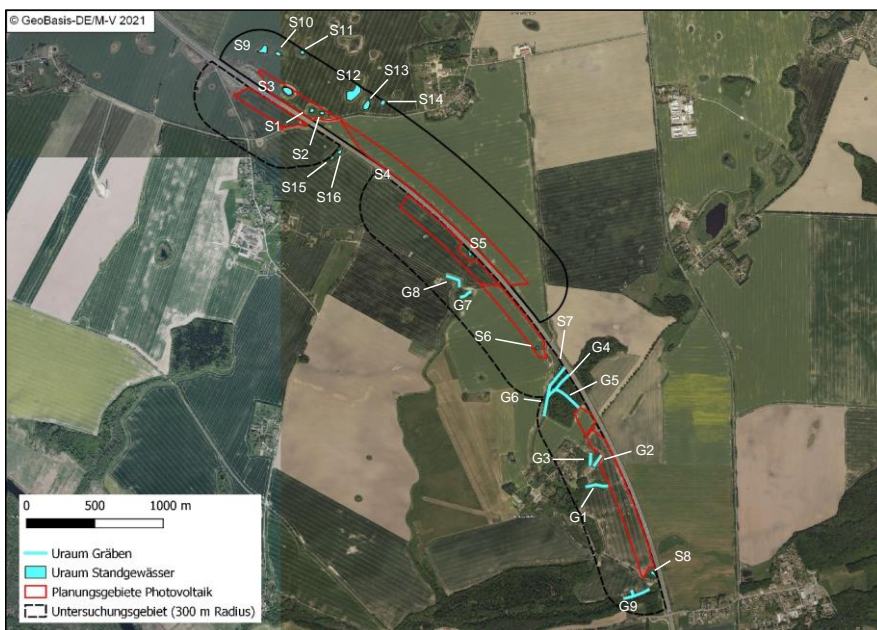 © GeoBasis-DE/M-V 2021
S10
S9
S11
S12
S13
S3
S14
S1
S2
S4
S15
S16
S5
G8
G7
S6
S7
G4
G5
G6
G3
G2
G1
S8
G9
0 500 1000 m
Uraum Gräben
Uraum Standgewässer
Planungsgebiete Photovoltaik
Untersuchungsgebiet (300 m Radius)